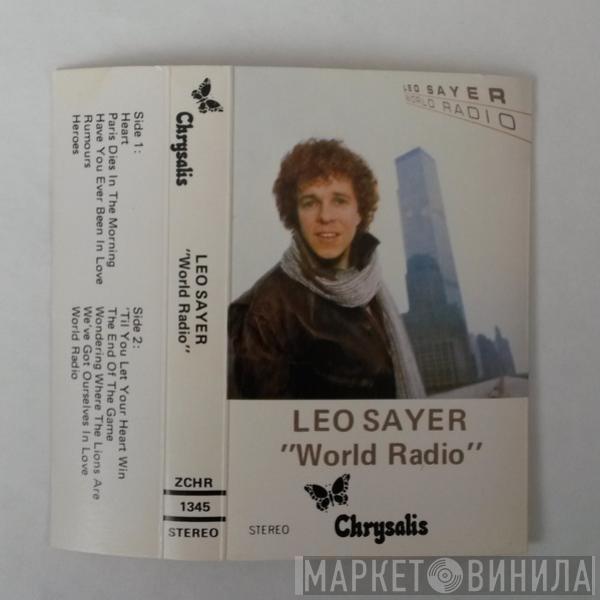 Side 1:
Heart
Paris Dies In The Morning
Have You Ever Been In Love
Rumours
Heroes
Side 2:
'Til You Let Your Heart Win
The End Of The Game
Wondering Where The Lions Are
We've Got Ourselves In Love
World Radio
Chrysalis
LEO SAYER
"World Radio"
ZCHR
1345
STEREO
LEO SAYER
WORLD RADIO
LEO SAYER
"World Radio"
STEREO
Chrysalis
МАРКЕТ ВИНИЛА